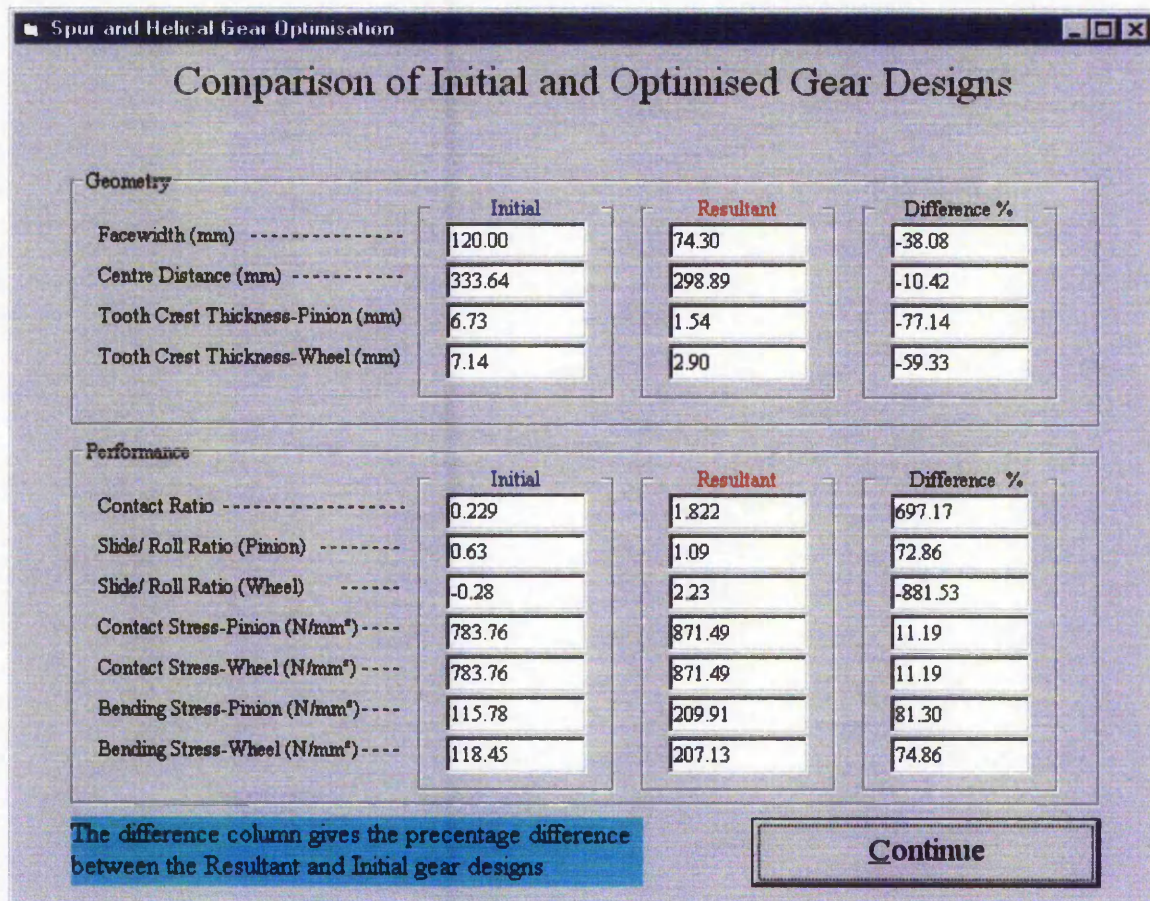 Spur and Helical Gear Optimisation
Comparison of Initial and Optimised Gear Designs
Geometry
Initial Resultant Difference %
Facewidth (mm) ------------- 120.00 74.30 -38.08
Centre Distance (mm) ---------- 333.64 298.89 -10.42
Tooth Crest Thickness-Pinion (mm) 6.73 1.54 -77.14
Tooth Crest Thickness-Wheel (mm) 7.14 2.90 -59.33
Performance
Initial Resultant Difference %
Contact Ratio ---------------- 0.229 1.822 697.17
Slide/ Roll Ratio (Pinion) -------- 0.63 1.09 72.86
Slide/ Roll Ratio (Wheel) ------ -0.28 2.23 -881.53
Contact Stress-Pinion (N/mm²)---- 783.76 871.49 11.19
Contact Stress-Wheel (N/mm²)---- 783.76 871.49 11.19
Bending Stress-Pinion (N/mm²)---- 115.78 209.91 81.30
Bending Stress-Wheel (N/mm²)---- 118.45 207.13 74.86
The difference column gives the precentage difference
between the Resultant and Initial gear designs
Continue